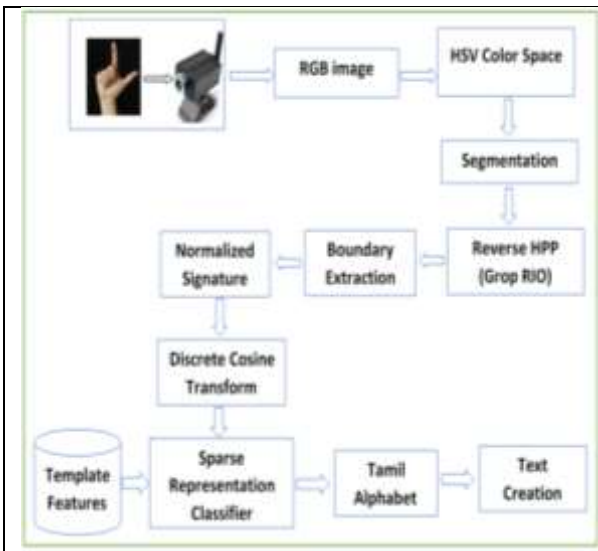 RGB image
HSV Color Space
Segmentation
Reverse HPP
(Grop RIO)
Boundary
Extraction
Normalized
Signature
Discrete Cosine
Transform
Template
Features
Sparse
Representation
Classifier
Tamil
Alphabet
Text
Creation